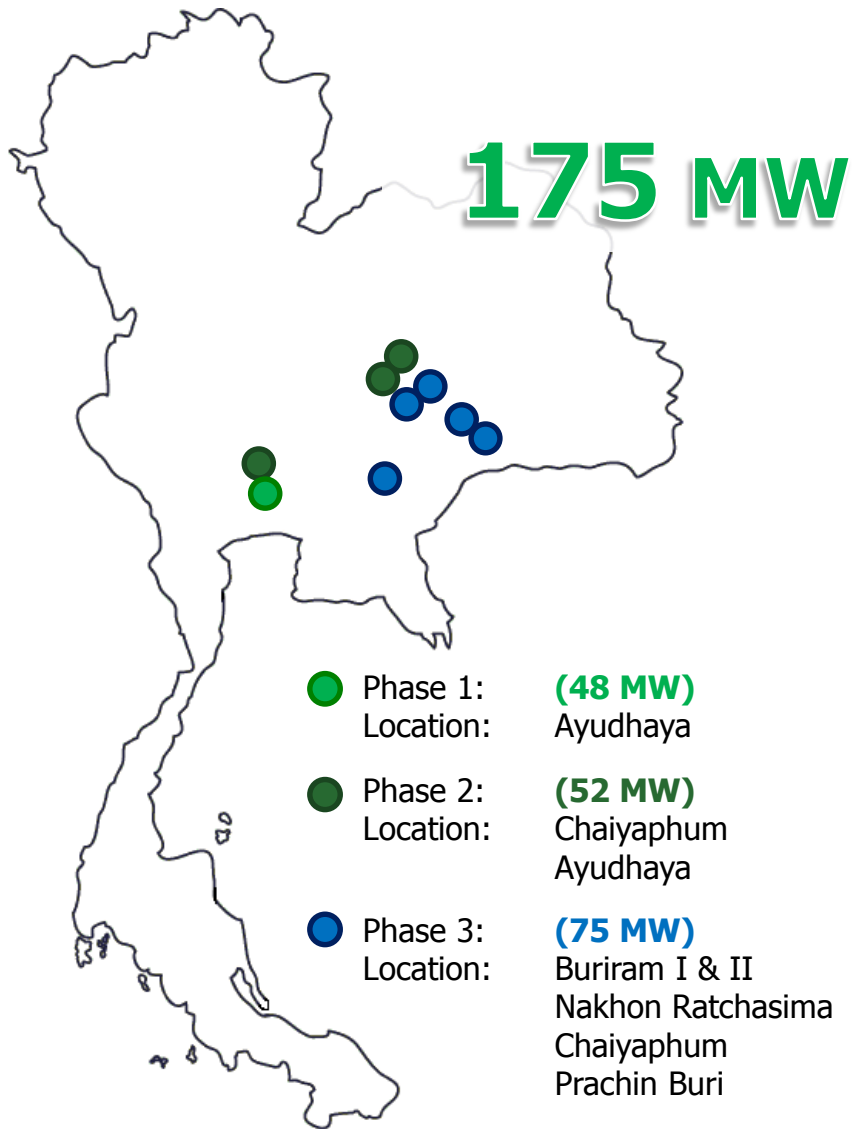 175 MW
Phase 1: (48 MW)
Location: Ayudhaya
Phase 2: (52 MW)
Location: Chaiyaphum
Ayudhaya
Phase 3: (75 MW)
Location: Buriram I & II
Nakhon Ratchasima
Chaiyaphum
Prachin Buri